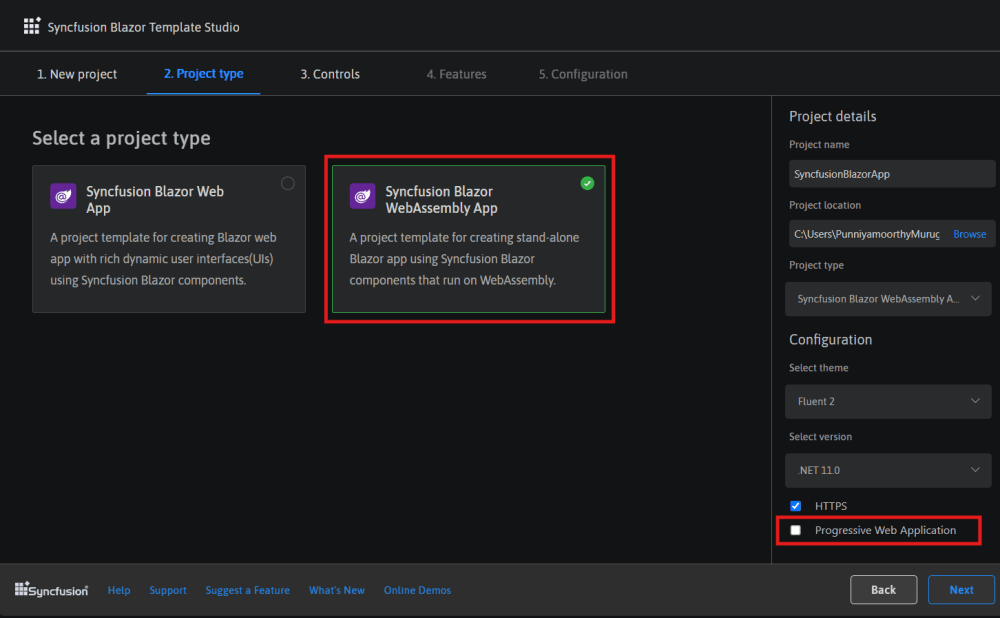 Syncfusion Blazor Template Studio
1. New project
2. Project type
3. Controls
4. Features
5. Configuration
Select a project type
Syncfusion Blazor Web
App
A project template for creating Blazor web
app with rich dynamic user interfaces(UIs)
using Syncfusion Blazor components.
Syncfusion Blazor
WebAssembly App
A project template for creating stand-alone
Blazor app using Syncfusion Blazor
components that run on WebAssembly.
Project details
Project name
SyncfusionBlazorApp
Project location
C:\Users\PunniyamoorthyMurug
Browse
Project type
Syncfusion Blazor WebAssembly A...
Configuration
Select theme
Fluent 2
Select version
.NET 11.0
HTTPS
Progressive Web Application
Syncfusion
Help
Support
Suggest a Feature
What's New
Online Demos
Back
Next